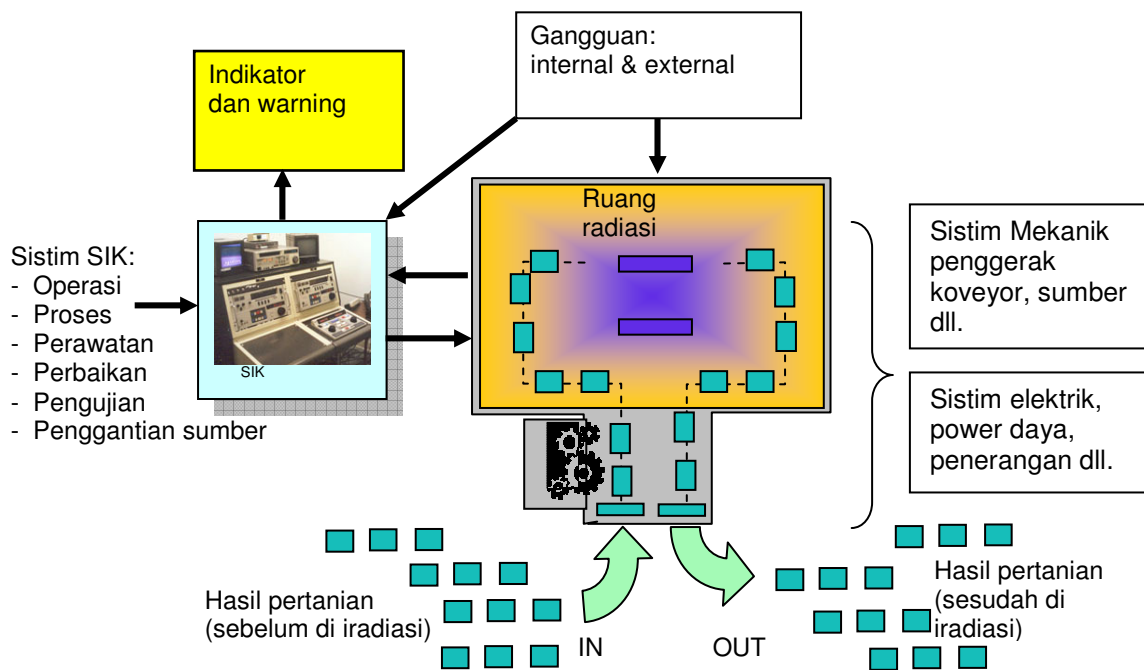 Gangguan:
internal & external
Indikator
dan warning
Ruang
radiasi
Sistim SIK:
- Operasi
- Proses
- Perawatan
- Perbaikan
- Pengujian
- Penggantian sumber
SIK
Sistim Mekanik
penggerak
koveyor, sumber
dll.
Sistim elektrik,
power daya,
penerangan dll.
Hasil pertanian
(sebelum di iradiasi)
IN
OUT
Hasil pertanian
(sesudah di
iradiasi)